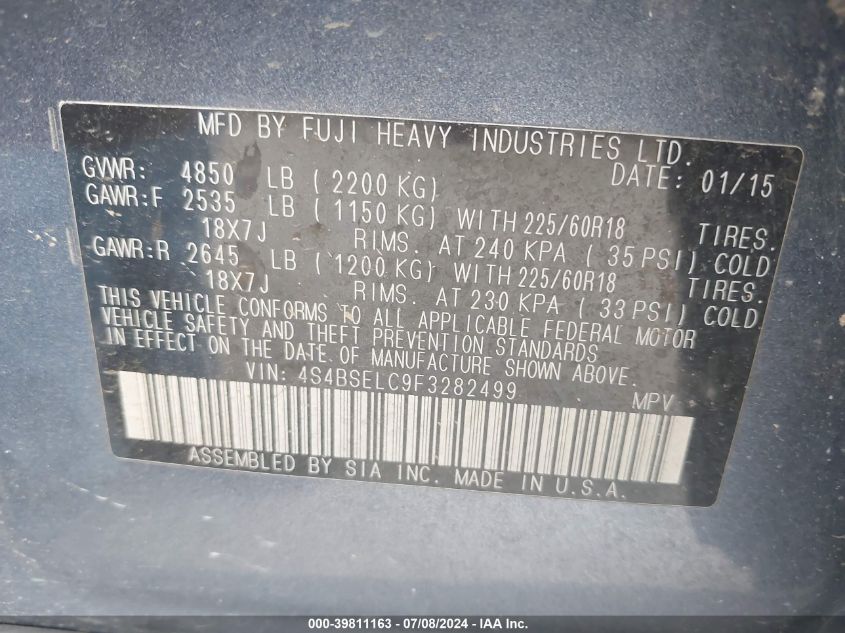 MFD BY FUJI HEAVY INDUSTRIES LTD.
GVWR: 4850 LB ( 2200 KG) DATE: 01/15
GAWR:F 2535 LB ( 1150 KG) WITH 225/60R18 TIRES.
18X7J RIMS. AT 240 KPA ( 35 PSI) COLD
GAWR:R 2645 LB ( 1200 KG) WITH 225/60R18 TIRES.
18X7J RIMS. AT 230 KPA ( 33 PSI) COLD
THIS VEHICLE CONFORMS TO ALL APPLICABLE FEDERAL MOTOR
VEHICLE SAFETY AND THEFT PREVENTION STANDARDS
IN EFFECT ON THE DATE OF MANUFACTURE SHOWN ABOVE.
VIN: 4S4BSELC9F3282499 MPV
ASSEMBLED BY SIA INC. MADE IN U.S.A.
000-39811163 - 07/08/2024 - IAA Inc.